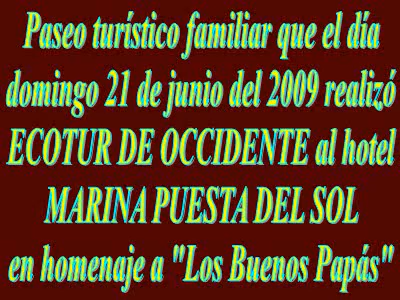 Paseo turístico familiar que el día
domingo 21 de junio del 2009 realizó
ECOTUR DE OCCIDENTE al hotel
MARINA PUESTA DEL SOL
en homenaje a "Los Buenos Papás"